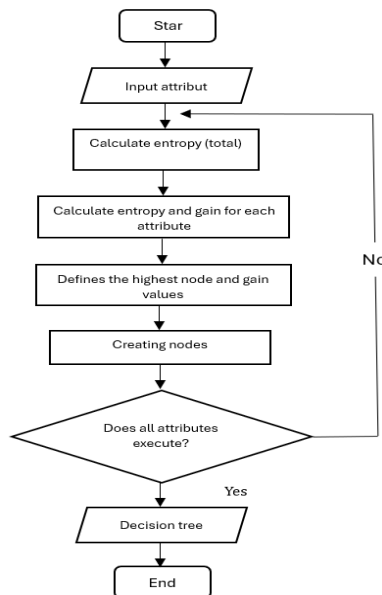 Star
Input attribut
Calculate entropy (total)
Calculate entropy and gain for each
attribute
Defines the highest node and gain
values
No
Creating nodes
Does all attributes
execute?
Yes
Decision tree
End